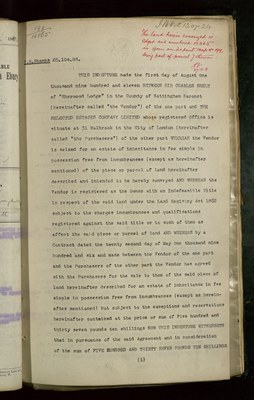 THIS INDENTURE made the first day of August One
thousand nine hundred and eleven BETWEEN SIR CHARLES SEELY
of "Sherwood Lodge" in the County of Nottingham Baronet
(hereinafter called "the Vendor") of the one part and THE
SELECTED ESTATES COMPANY LIMITED whose registered office is
situate at 31 Walbrook in the City of London (hereinafter
called "the Purchasers") of the other part WHEREAS the Vendor
is seized for an estate of inheritance in fee simple in
possession free from incumbrances (except as hereinafter
mentioned) of the piece or parcel of land hereinafter
described and intended to be hereby conveyed AND WHEREAS the
Vendor is registered as the Owner with an Indefeasible Title
in respect of the said land under the Land Registry Act 1862
subject to the charges incumbrances and qualifications
registered against the said title or to such of them as
affect the said piece or parcel of land AND WHEREAS by a
Contract dated the twenty second day of May One thousand nine
hundred and six and made between the Vendor of the one part
and the Purchasers of the other part the Vendor has agreed
with the Purchasers for the sale to them of the said piece of
land hereinafter described for an estate of inheritance in fee
simple in possession free from incumbrances (except as herein-
after mentioned) but subject to the exceptions and reservations
hereinafter contained at the price or sum of Five hundred and
thirty seven pounds ten shillings NOW THIS INDENTURE WITNESSETH
that in pursuance of the said Agreement and in consideration
of the sum of FIVE HUNDRED AND THIRTY SEVEN POUNDS TEN SHILLINGS
(1)